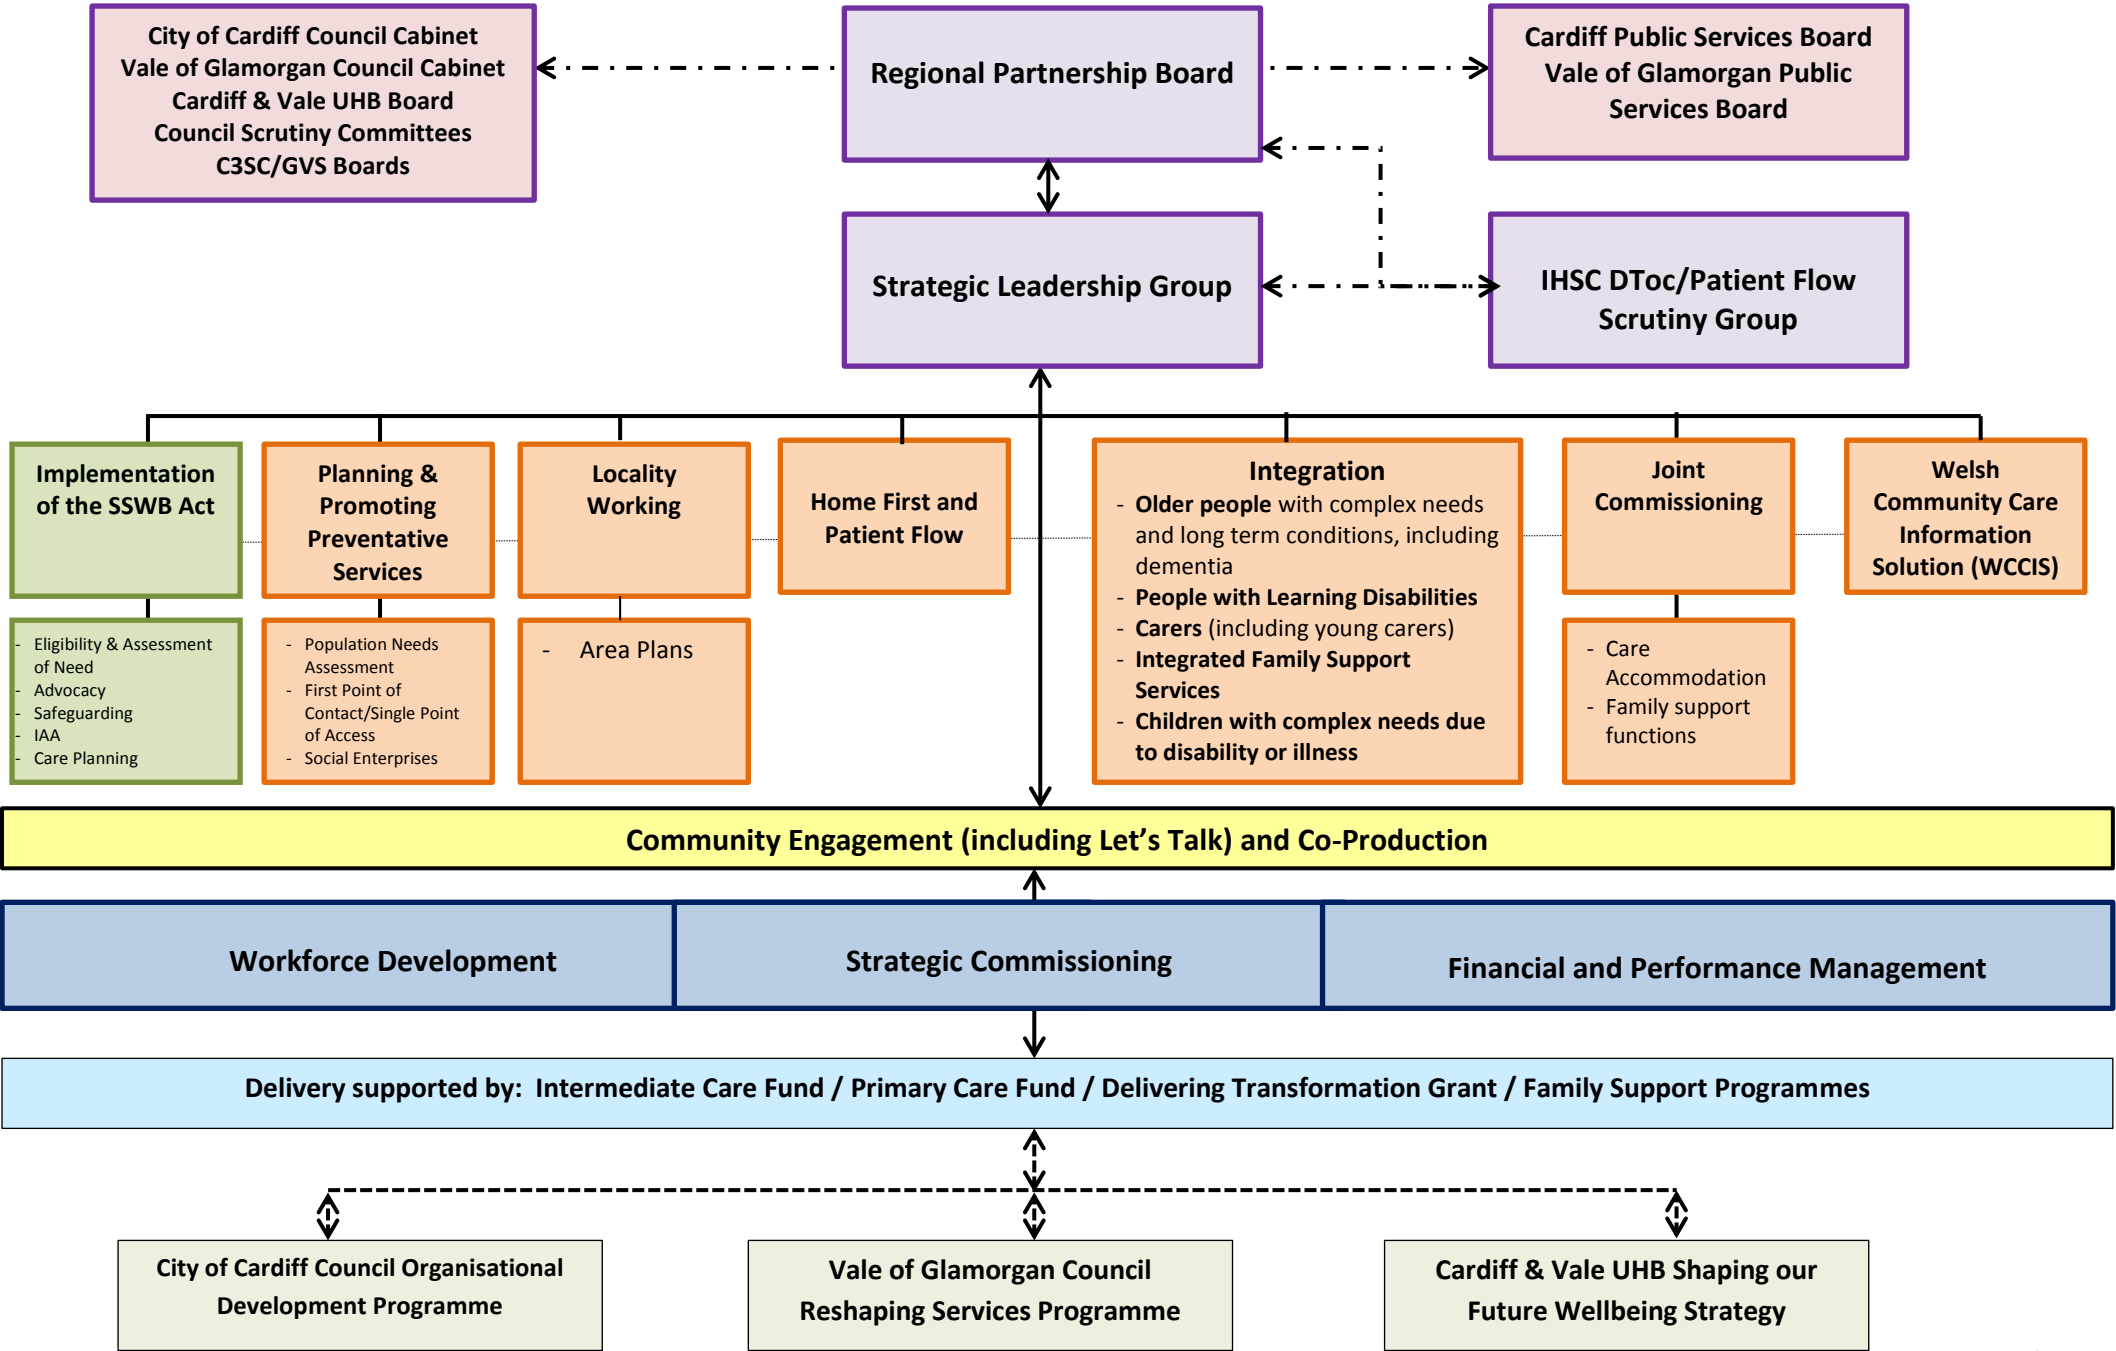 City of Cardiff Council Cabinet
Vale of Glamorgan Council Cabinet
Cardiff & Vale UHB Board
Council Scrutiny Committees
C3SC/GVS Boards
Regional Partnership Board
Cardiff Public Services Board
Vale of Glamorgan Public
Services Board
Strategic Leadership Group
IHSC DToc/Patient Flow
Scrutiny Group
Implementation
of the SSWB Act
Planning &
Promoting
Preventative
Services
Locality
Working
Home First and
Patient Flow
Integration
- Older people with complex needs
and long term conditions, including
dementia
- People with Learning Disabilities
- Carers (including young carers)
- Integrated Family Support
Services
- Children with complex needs due
to disability or illness
Joint
Commissioning
Welsh
Community Care
Information
Solution (WCCIS)
- Eligibility & Assessment
of Need
- Advocacy
- Safeguarding
- IAA
- Care Planning
- Population Needs
Assessment
- First Point of
Contact/Single Point
of Access
- Social Enterprises
- Area Plans
- Care
Accommodation
- Family support
functions
Community Engagement (including Let’s Talk) and Co-Production
Workforce Development
Strategic Commissioning
Financial and Performance Management
Delivery supported by: Intermediate Care Fund / Primary Care Fund / Delivering Transformation Grant / Family Support Programmes
City of Cardiff Council Organisational
Development Programme
Vale of Glamorgan Council
Reshaping Services Programme
Cardiff & Vale UHB Shaping our
Future Wellbeing Strategy